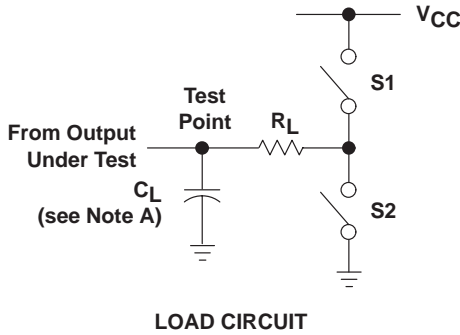 VCC
S1
Test
Point
RL
From Output
Under Test
CL
(see Note A)
S2
LOAD CIRCUIT